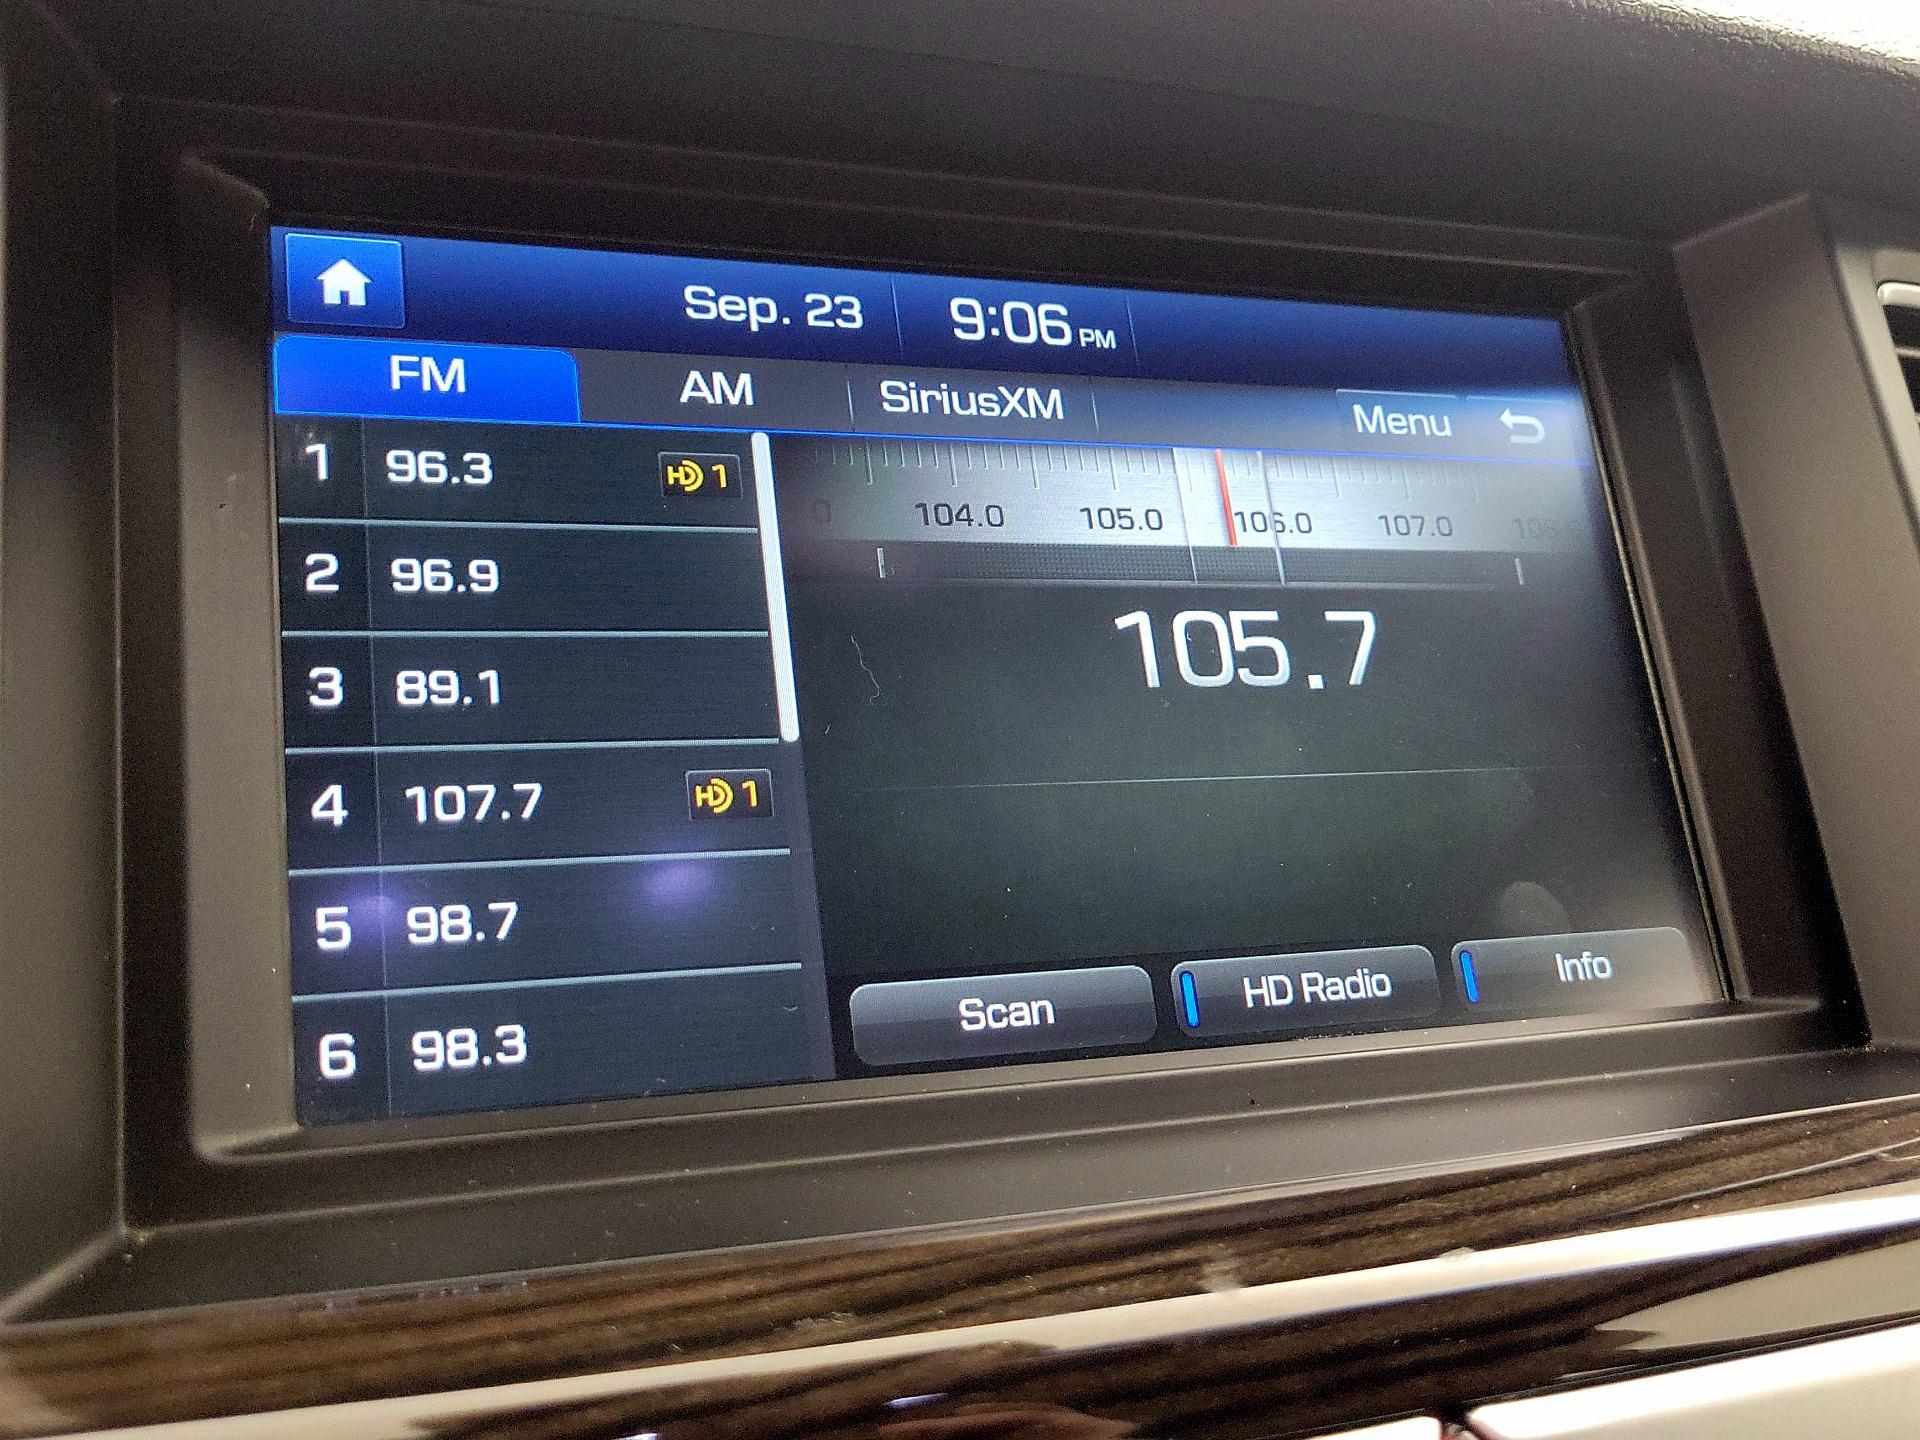 Sep. 23 9:06 PM
FM AM SiriusXM Menu
1 96.3 HD 1
2 96.9
3 89.1
4 107.7 HD 1
5 98.7
6 98.3
104.0 105.0 106.0 107.0
105.7
Scan HD Radio Info